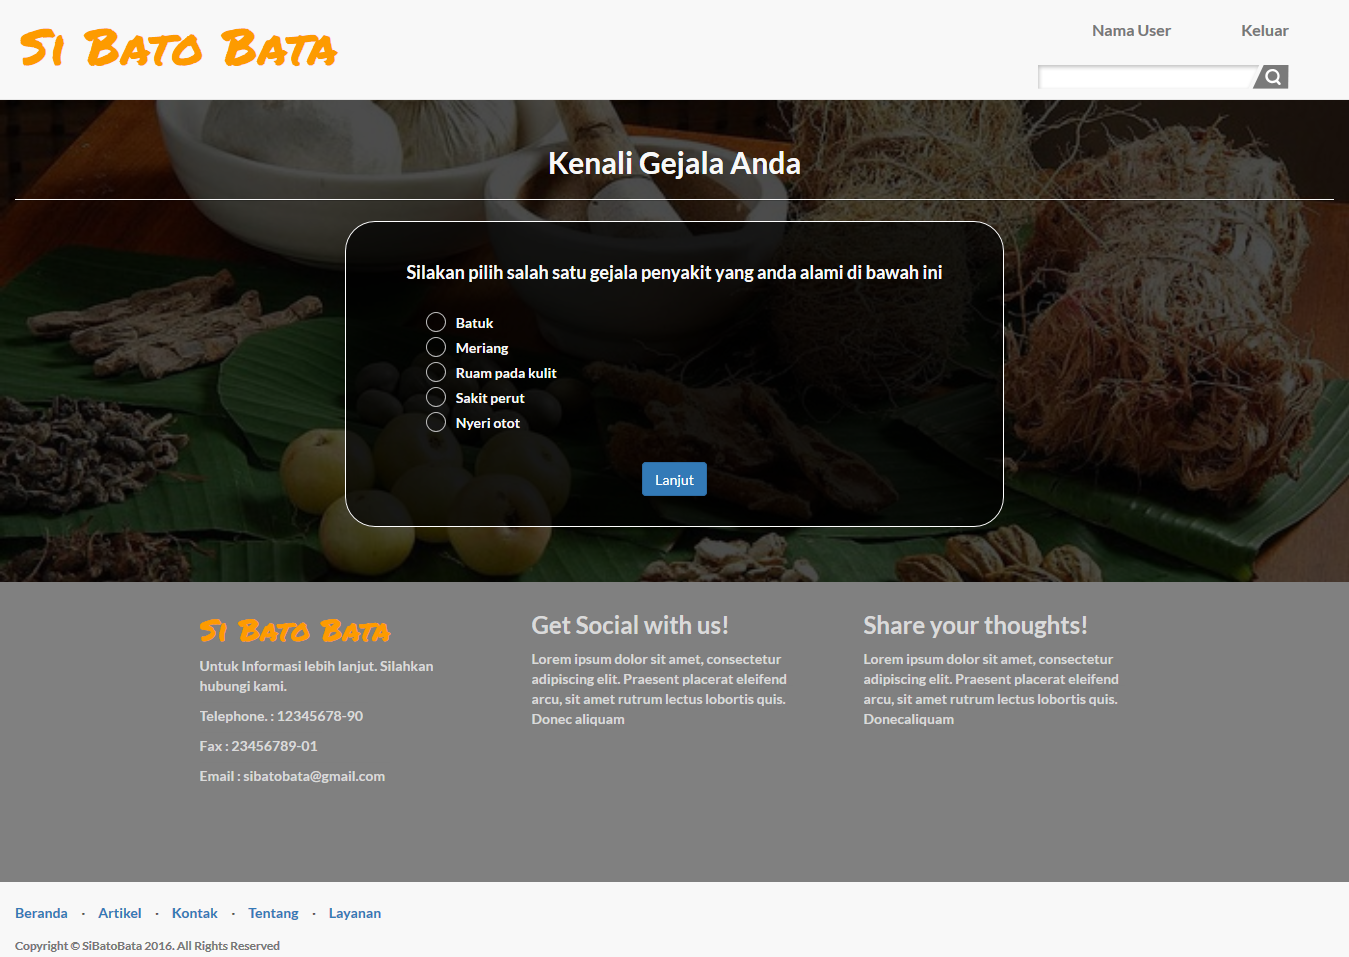 Si Bato Bata
Nama User
Keluar
Kenali Gejala Anda
Silakan pilih salah satu gejala penyakit yang anda alami di bawah ini
Batuk
Meriang
Ruam pada kulit
Sakit perut
Nyeri otot
Lanjut
Si Bato Bata
Untuk Informasi lebih lanjut. Silahkan
hubungi kami.
Telephone. : 12345678-90
Fax : 23456789-01
Email : sibatobata@gmail.com
Get Social with us!
Lorem ipsum dolor sit amet, consectetur
adipiscing elit. Praesent placerat eleifend
arcu, sit amet rutrum lectus lobortis quis.
Donec aliquam
Share your thoughts!
Lorem ipsum dolor sit amet, consectetur
adipiscing elit. Praesent placerat eleifend
arcu, sit amet rutrum lectus lobortis quis.
Donecaliquam
Beranda · Artikel · Kontak · Tentang · Layanan
Copyright © SiBatoBata 2016. All Rights Reserved